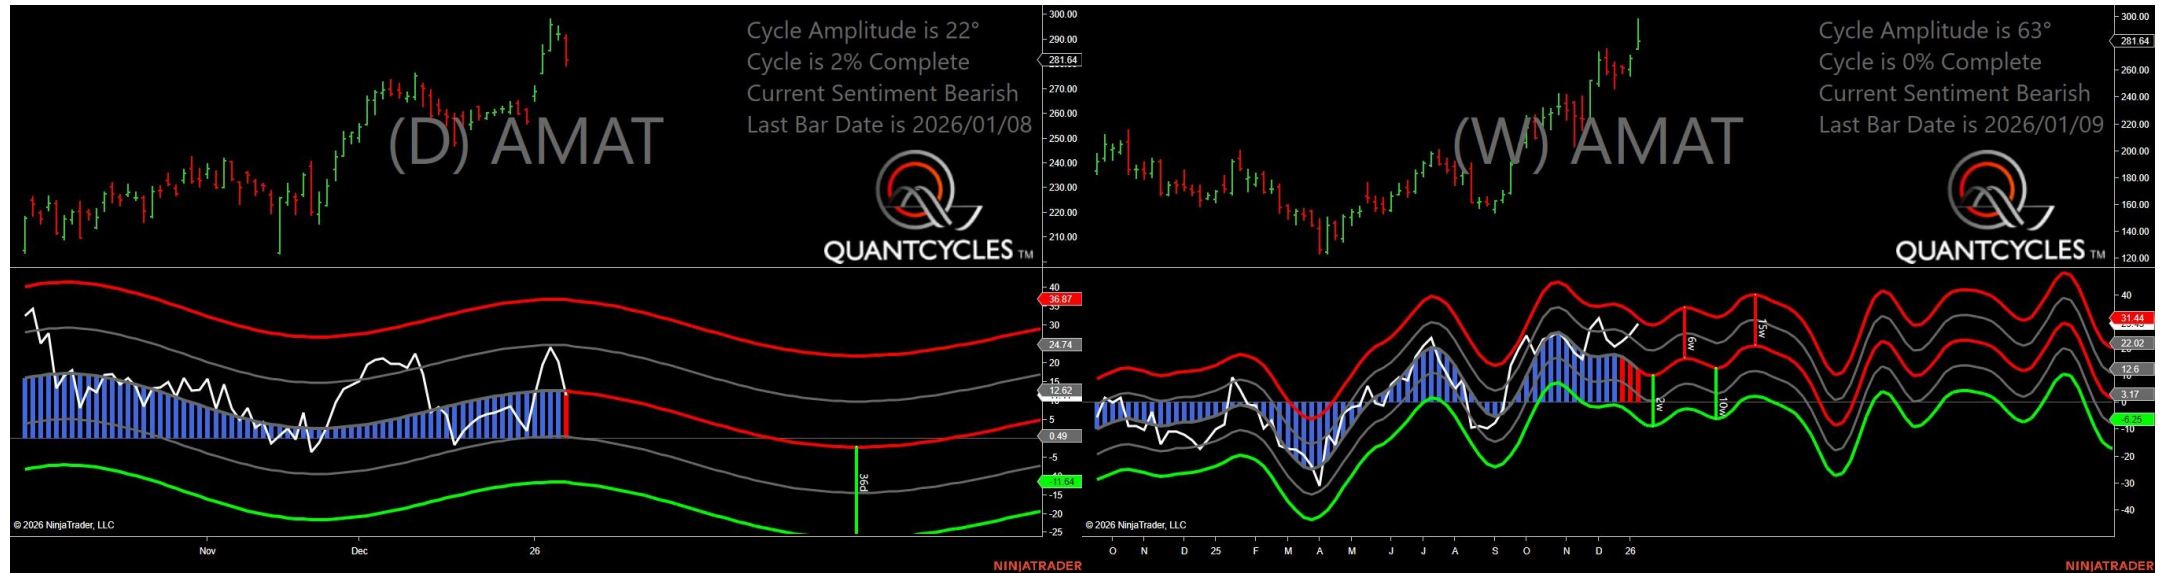 Cycle Amplitude is 22°
Cycle is 2% Complete
Current Sentiment Bearish
Last Bar Date is 2026/01/08
(D) AMAT
QUANTCYCLES TM
300.00
290.00
281.64
270.00
260.00
250.00
240.00
230.00
220.00
210.00
40
36.87
30
24.74
20
15
12.62
5
0.49
-5
-11.64
-15
-20
-25
36d
© 2026 NinjaTrader, LLC
Nov
Dec
26
NINJATRADER
Cycle Amplitude is 63°
Cycle is 0% Complete
Current Sentiment Bearish
Last Bar Date is 2026/01/09
(W) AMAT
QUANTCYCLES TM
300.00
281.64
260.00
240.00
220.00
200.00
180.00
160.00
140.00
120.00
40
31.44
22.02
12.6
3.17
0
-6.25
-10
-20
-30
-40
2w
6w
10w
15w
© 2026 NinjaTrader, LLC
O N D 25 F M A M J J A S O N D 26
NINJATRADER